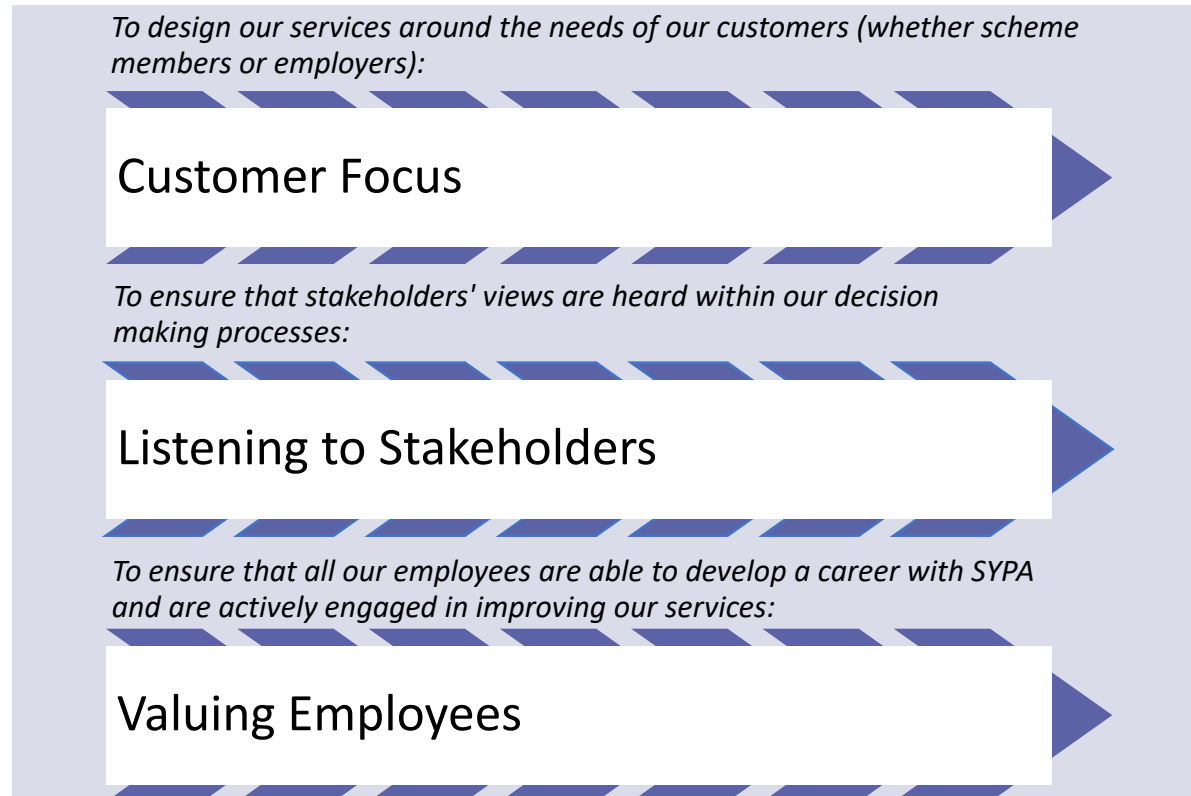 To design our services around the needs of our customers (whether scheme
members or employers):
Customer Focus
To ensure that stakeholders' views are heard within our decision
making processes:
Listening to Stakeholders
To ensure that all our employees are able to develop a career with SYPA
and are actively engaged in improving our services:
Valuing Employees